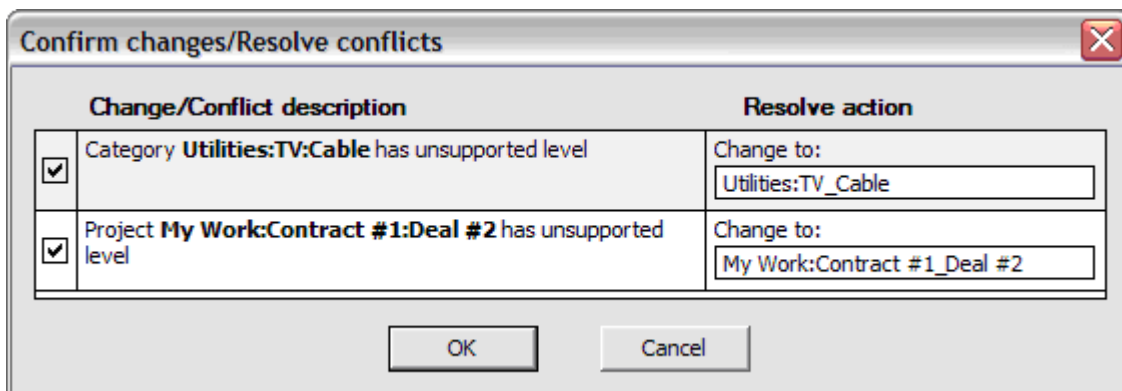 Confirm changes/Resolve conflicts
Change/Conflict description
Resolve action
Category Utilities:TV:Cable has unsupported level
Change to:
Utilities:TV_Cable
Project My Work:Contract #1:Deal #2 has unsupported
level
Change to:
My Work:Contract #1_Deal #2
OK
Cancel